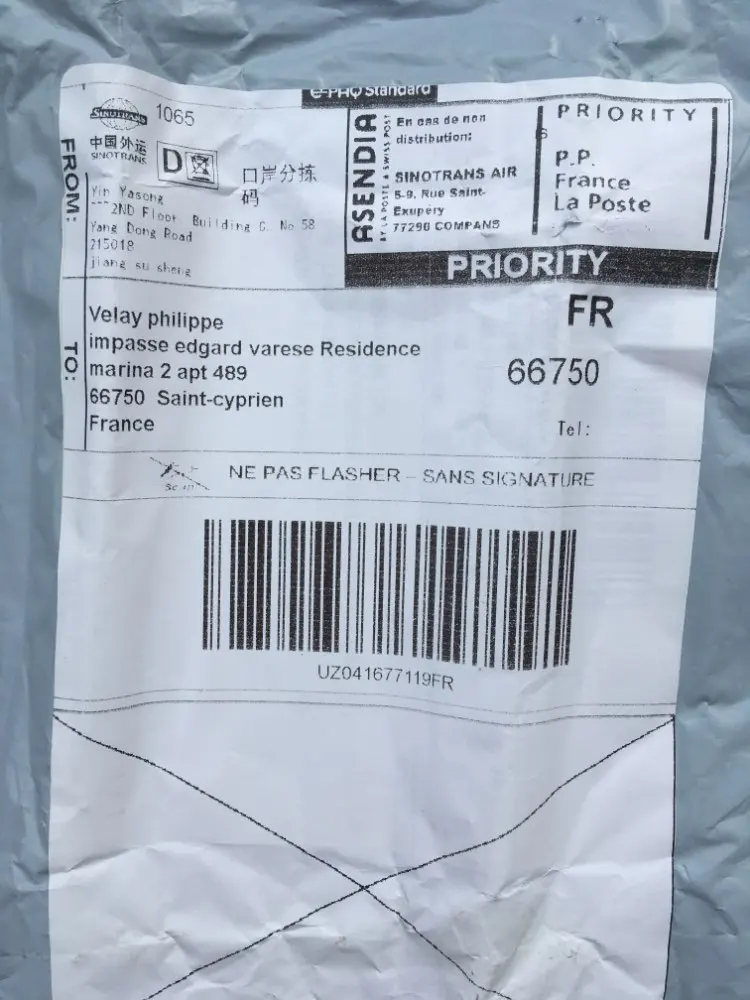 e-PAQ Standard
SINOTRANS
1065
中国外运
SINOTRANS
D
口岸分拣
码
FROM:
Yin Yasong
2ND Floor Building G. No 58
Yang Dong Road
215018
jiang su sheng
ASENDIA
BY LA POSTE & SWISS POST
En cas de non
distribution:
SINOTRANS AIR
5-9, Rue Saint-
Exupéry
77290 COMPANS
PRIORITY
P.P.
France
La Poste
PRIORITY
TO:
Velay philippe
impasse edgard varese Residence
marina 2 apt 489
66750 Saint-cyprien
France
FR
66750
Tel:
Scan
NE PAS FLASHER - SANS SIGNATURE
UZ041677119FR